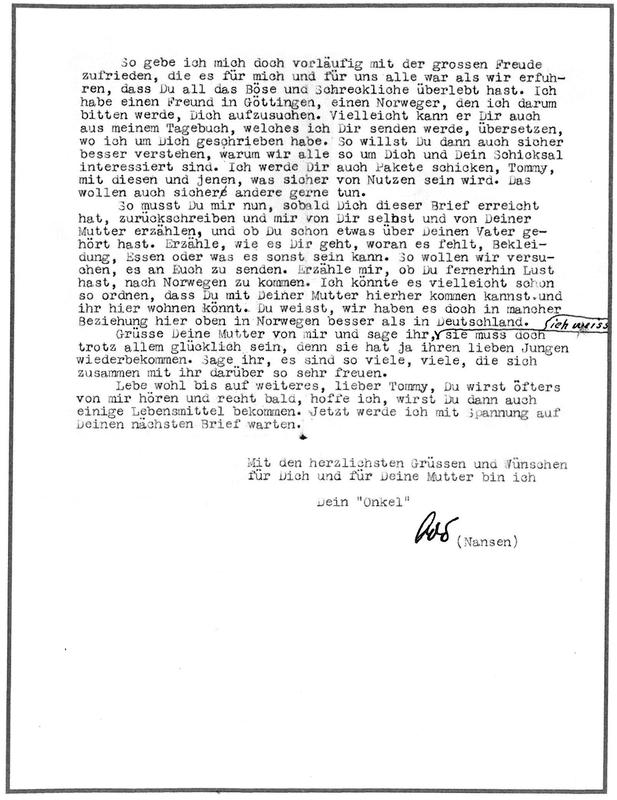 So gebe ich mich doch vorläufig mit der grossen Freude
zufrieden, die es für mich und für uns alle war als wir erfuh-
ren, dass Du all das Böse und Schreckliche überlebt hast. Ich
habe einen Freund in Göttingen, einen Norweger, den ich darum
bitten werde, Dich aufzusuchen. Vielleicht kann er Dir auch
aus meinem Tagebuch, welches ich Dir senden werde, übersetzen,
wo ich um Dich geschrieben habe. So willst Du dann auch sicher
besser verstehen, warum wir alle so um Dich und Dein Schicksal
interessiert sind. Ich werde Dir auch Pakete schicken, Tommy,
mit diesen und jenen, was sicher von Nutzen sein wird. Das
wollen auch sicher andere gerne tun.
So musst Du mir nun, sobald Dich dieser Brief erreicht
hat, zurückschreiben und mir von Dir selbst und von Deiner
Mutter erzählen, und ob Du schon etwas über Deinen Vater ge-
hört hast. Erzähle, wie es Dir geht, woran es fehlt, Beklei-
dung, Essen oder was es sonst sein kann. So wollen wir versu-
chen, es an Euch zu senden. Erzähle mir, ob Du fernerhin Lust
hast, nach Norwegen zu kommen. Ich könnte es vielleicht schon
so ordnen, dass Du mit Deiner Mutter hierher kommen kannst.und
ihr hier wohnen könnt. Du weisst, wir haben es doch in mancher
Beziehung hier oben in Norwegen besser als in Deutschland. ich weiss
Grüsse Deine Mutter von mir und sage ihr, sie muss doch
trotz allem glücklich sein, denn sie hat ja ihren lieben Jungen
wiederbekommen. Sage ihr, es sind so viele, viele, die sich
zusammen mit ihr darüber so sehr freuen.
Lebe wohl bis auf weiteres, lieber Tommy, Du wirst öfters
von mir hören und recht bald, hoffe ich, wirst Du dann auch
einige Lebensmittel bekommen. Jetzt werde ich mit Spannung auf
Deinen nächsten Brief warten.
Mit den herzlichsten Grüssen und Wünschen
für Dich und für Deine Mutter bin ich
Dein "Onkel"
Odd
(Nansen)